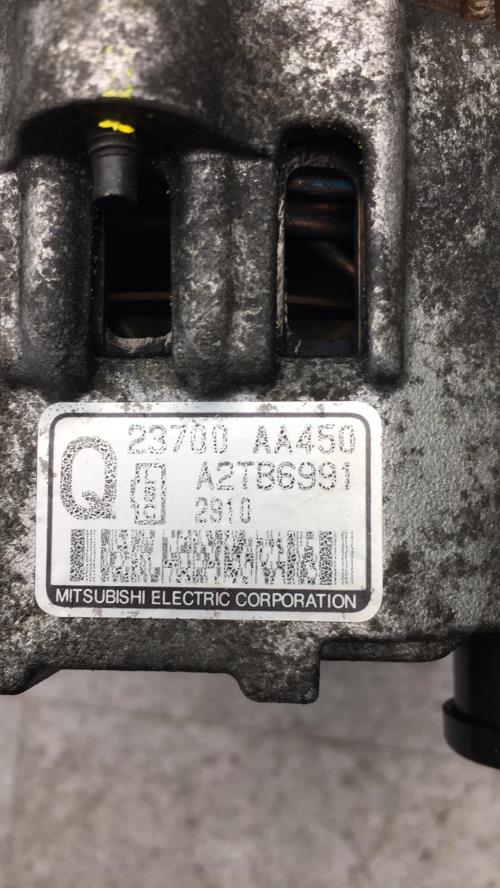 23700 AA450
Q
A2TB6991
2910
MITSUBISHI ELECTRIC CORPORATION